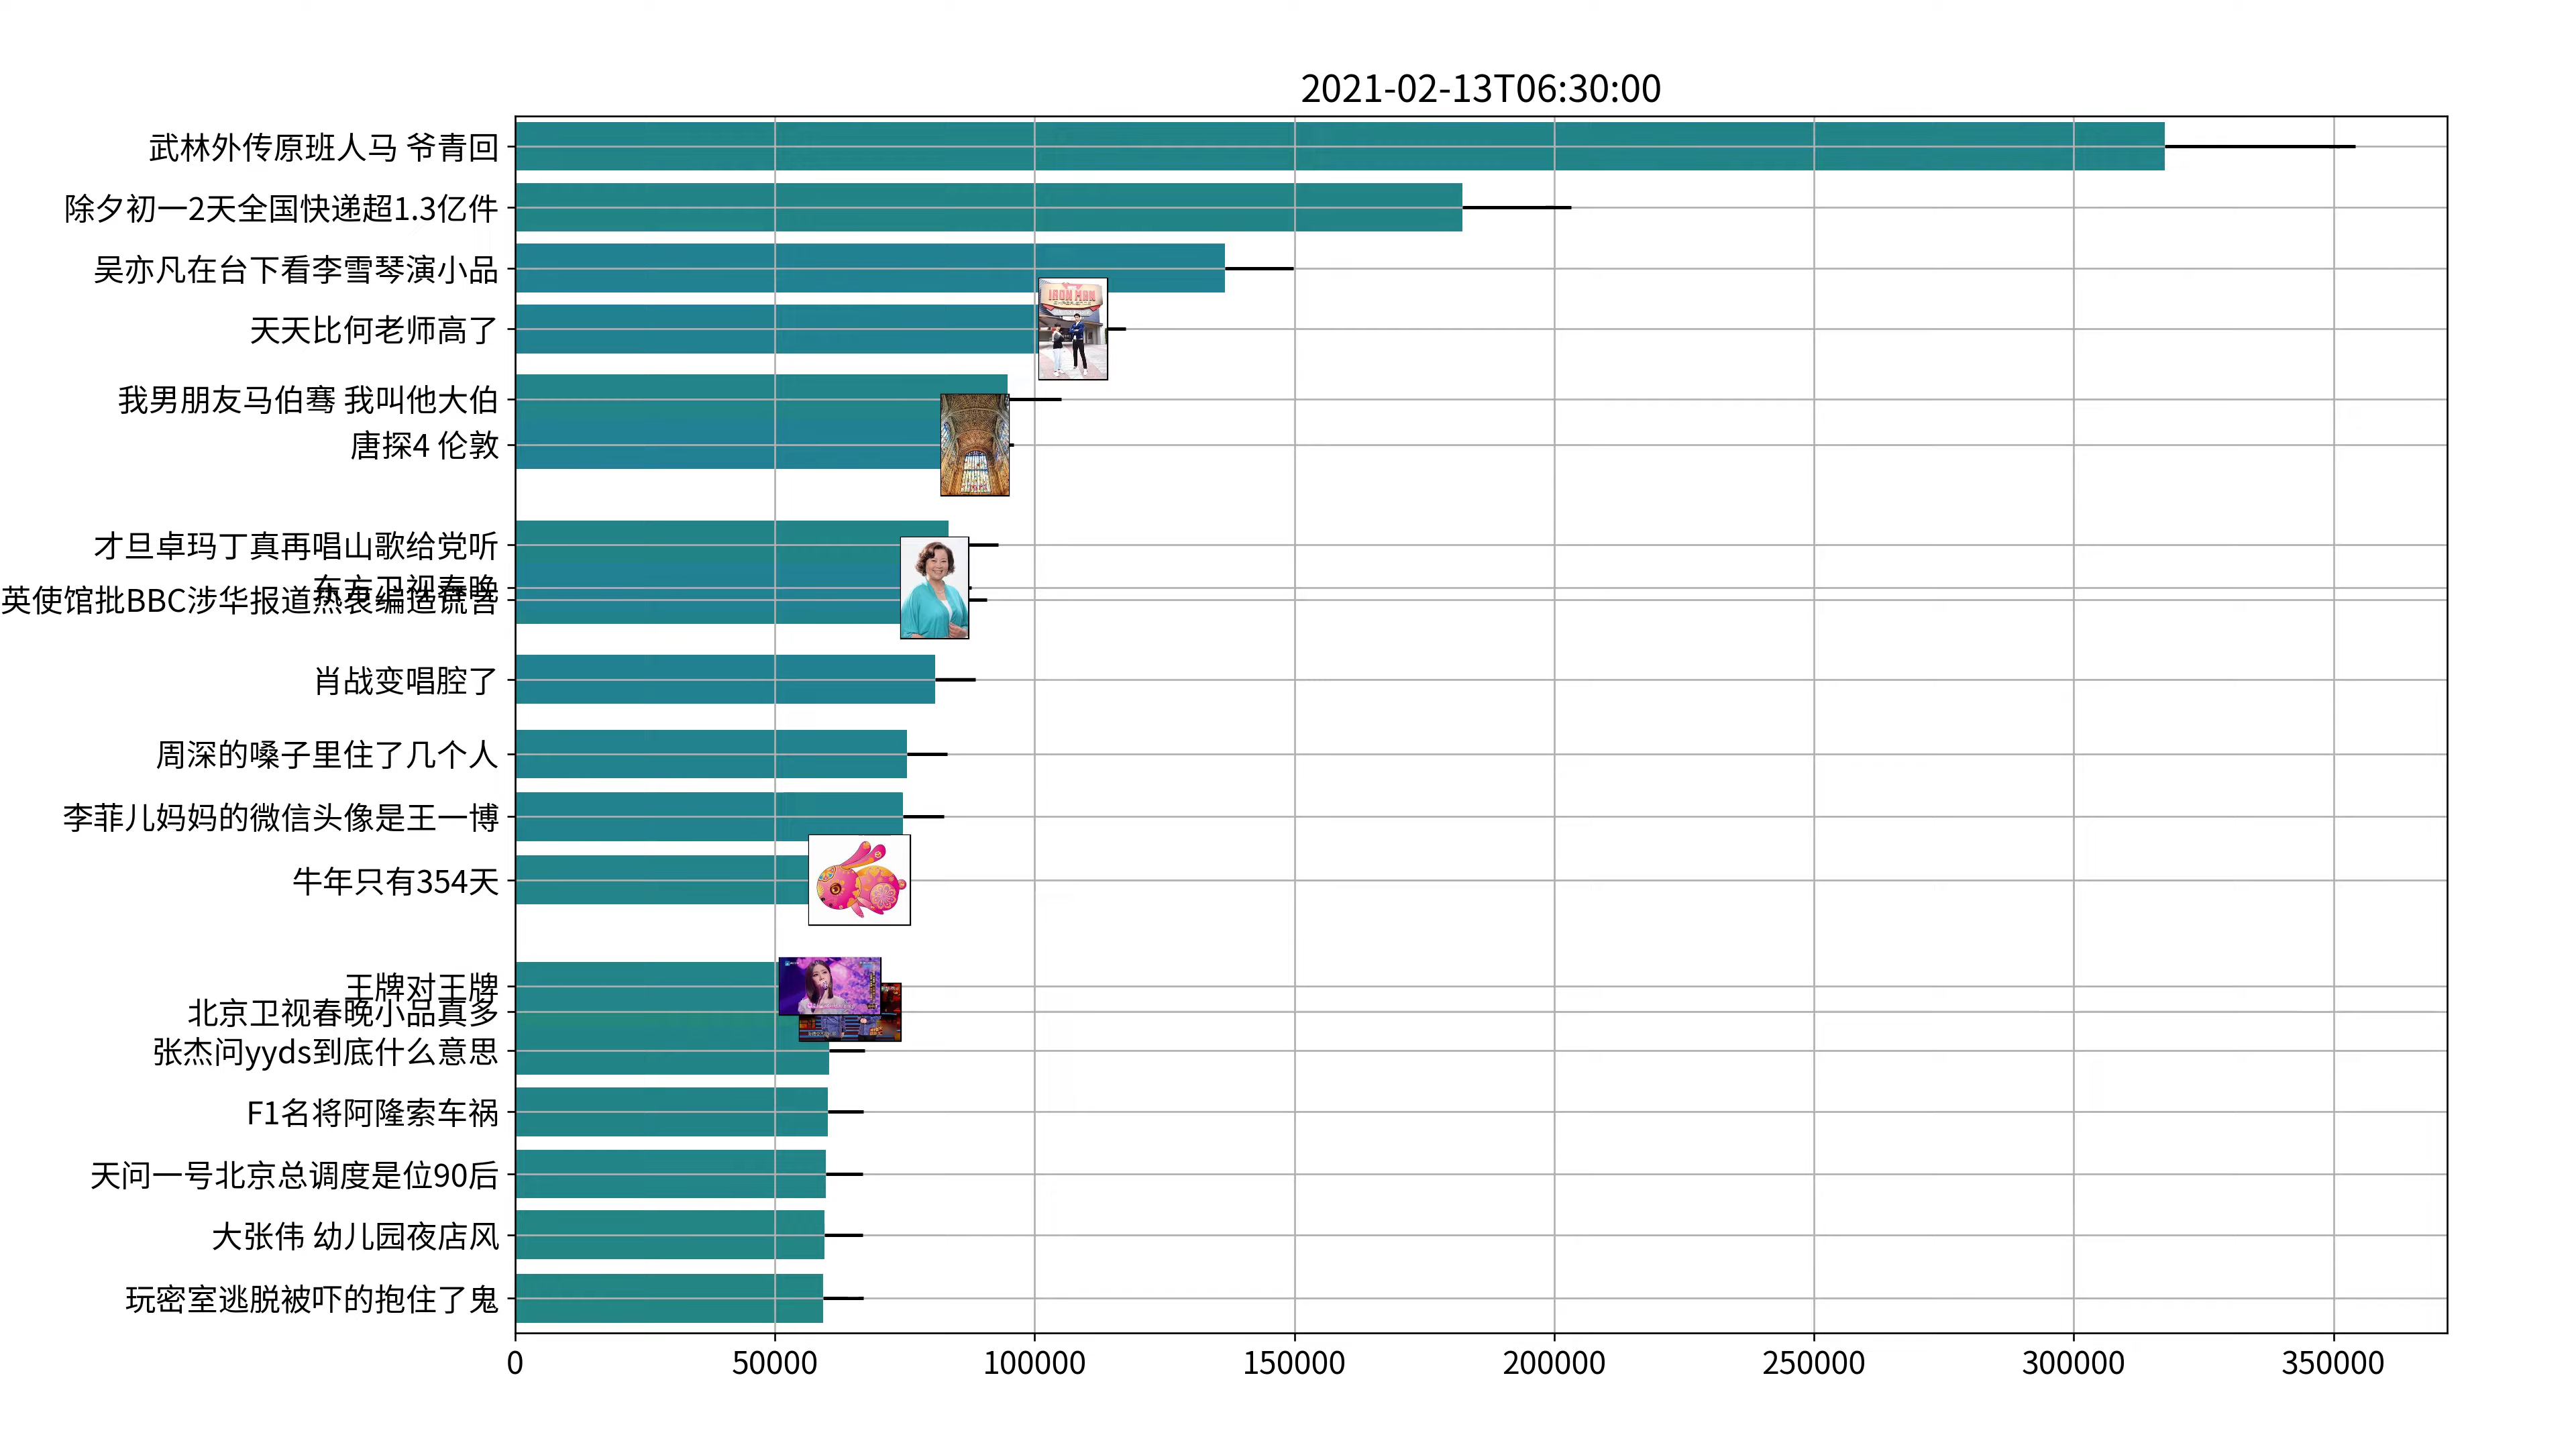 2021-02-13T06:30:00
武林外传原班人马 爷青回
除夕初一2天全国快递超1.3亿件
吴亦凡在台下看李雪琴演小品
天天比何老师高了
IRON MAN
我男朋友马伯骞 我叫他大伯
唐探4 伦敦
才旦卓玛丁真再唱山歌给党听
东方卫视春晚
英使馆批BBC涉华报道热衷编造谎言
肖战变唱腔了
周深的嗓子里住了几个人
李菲儿妈妈的微信头像是王一博
牛年只有354天
王牌对王牌
北京卫视春晚小品真多
张杰问yyds到底什么意思
F1名将阿隆索车祸
天问一号北京总调度是位90后
大张伟 幼儿园夜店风
玩密室逃脱被吓的抱住了鬼
0 50000 100000 150000 200000 250000 300000 350000